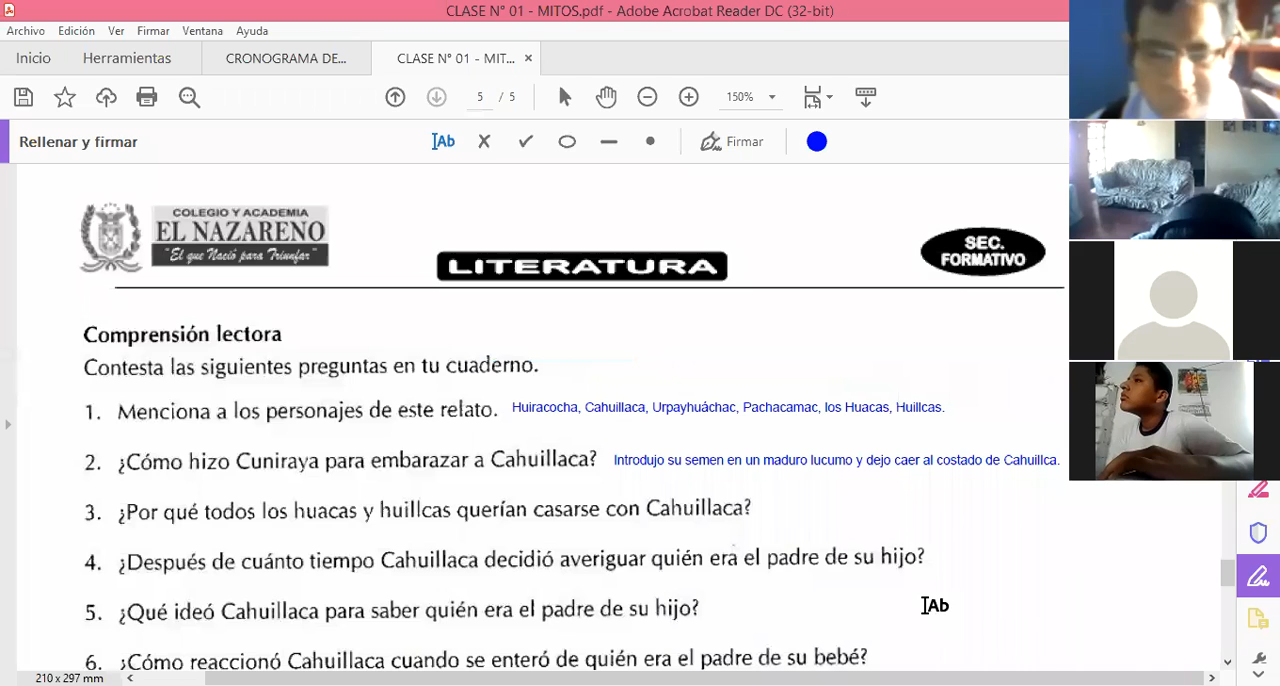 CLASE N° 01 - MITOS.pdf - Adobe Acrobat Reader DC (32-bit)
Archivo Edición Ver Firmar Ventana Ayuda
Inicio Herramientas CRONOGRAMA DE... CLASE N° 01 - MIT... ×
5 / 5 150%
Rellenar y firmar Ab Firmar
COLEGIO Y ACADEMIA
EL NAZARENO
"El que Nació para Triunfar"
LITERATURA
SEC.
FORMATIVO
Comprensión lectora
Contesta las siguientes preguntas en tu cuaderno.
1. Menciona a los personajes de este relato. Huiracocha, Cahuillaca, Urpayhuáchac, Pachacamac, los Huacas, Huillcas.
2. ¿Cómo hizo Cuniraya para embarazar a Cahuillaca? Introdujo su semen en un maduro lucumo y dejo caer al costado de Cahuillca.
3. ¿Por qué todos los huacas y huillcas querían casarse con Cahuillaca?
4. ¿Después de cuánto tiempo Cahuillaca decidió averiguar quién era el padre de su hijo?
5. ¿Qué ideó Cahuillaca para saber quién era el padre de su hijo?
Ab
6. ¿Cómo reaccionó Cahuillaca cuando se enteró de quién era el padre de su bebé?
210 x 297 mm